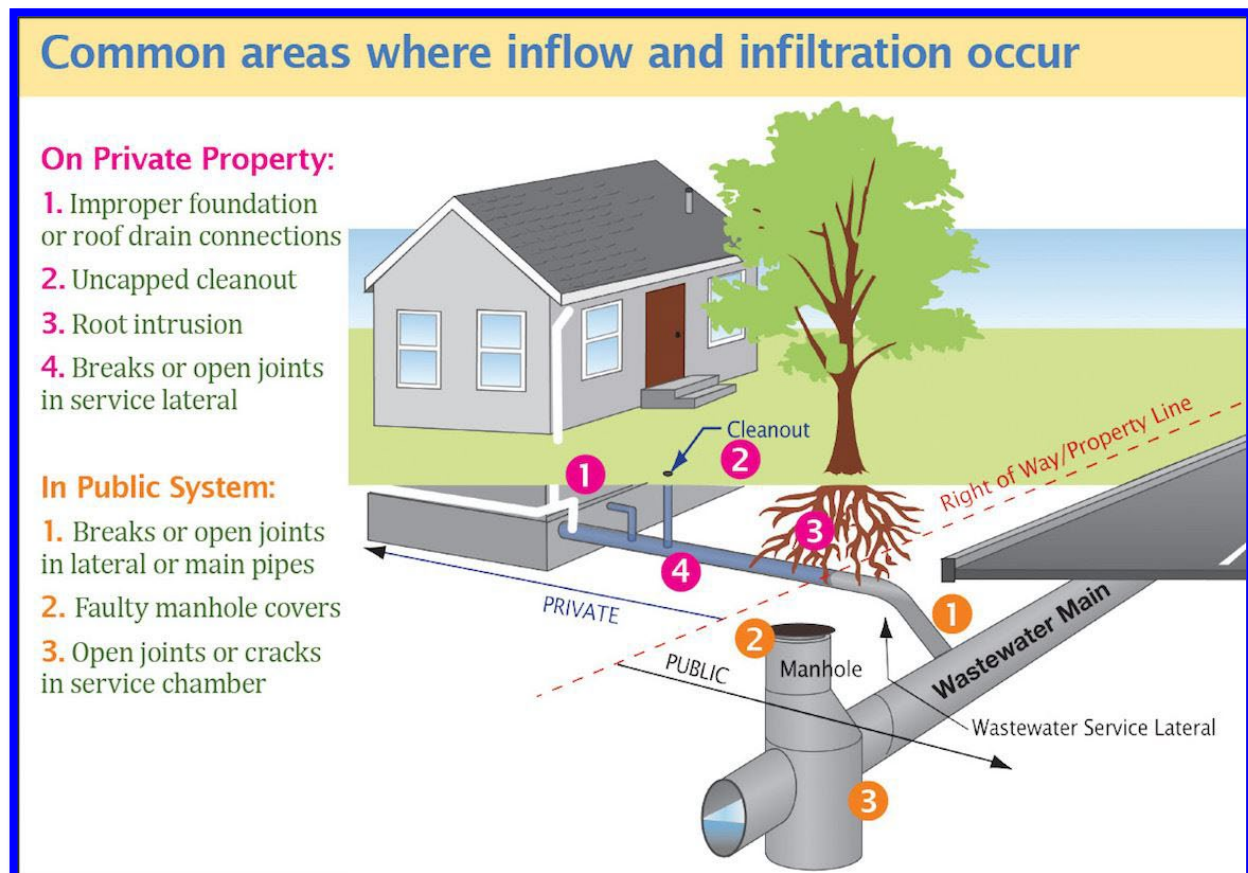 Common areas where inflow and infiltration occur
On Private Property:
1. Improper foundation
or roof drain connections
2. Uncapped cleanout
3. Root intrusion
4. Breaks or open joints
in service lateral
In Public System:
1. Breaks or open joints
in lateral or main pipes
2. Faulty manhole covers
3. Open joints or cracks
in service chamber
Cleanout
2
1
3
4
Right of Way/Property Line
PRIVATE
1
2
PUBLIC
Manhole
Wastewater Main
Wastewater Service Lateral
3